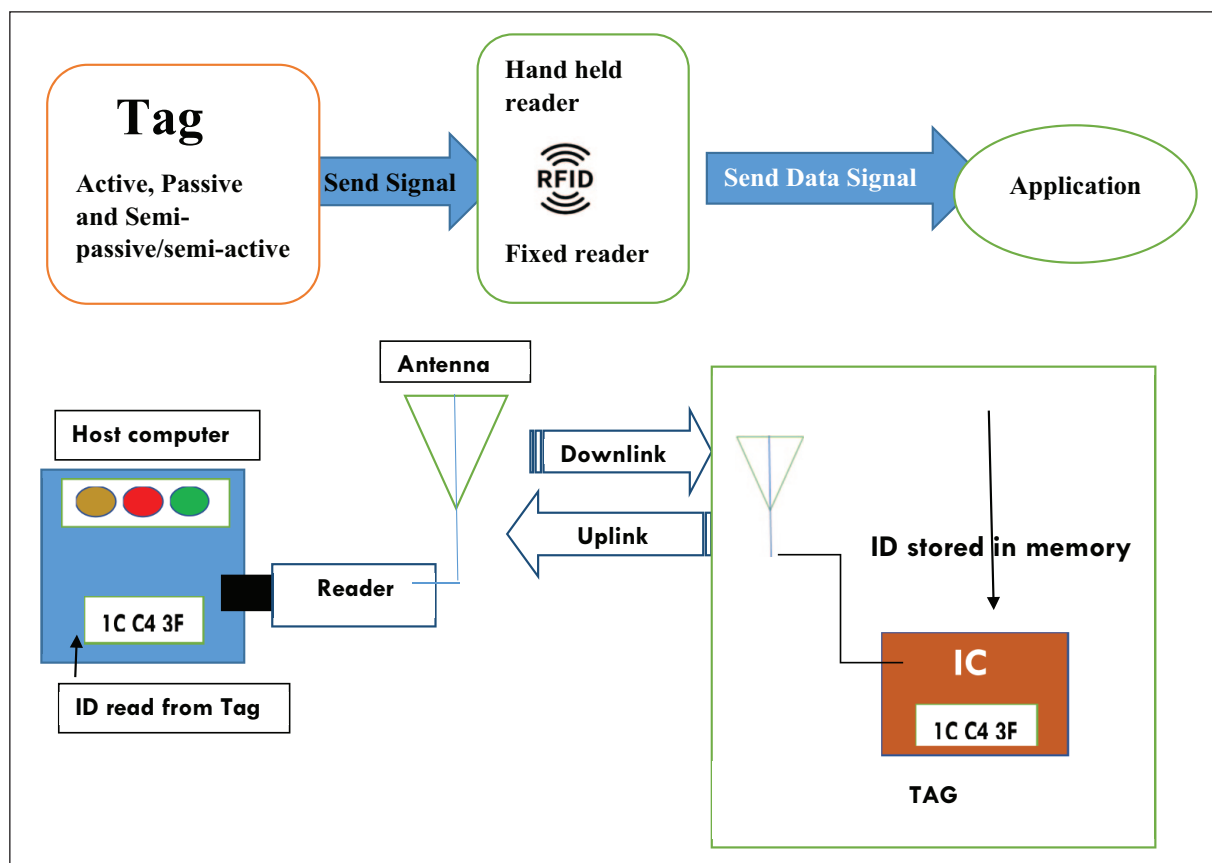 Tag
Active, Passive
and Semi-
passive/semi-active
Send Signal
Hand held
reader
RFID
Fixed reader
Send Data Signal
Application
Antenna
Host computer
Downlink
Uplink
Reader
1C C4 3F
ID read from Tag
ID stored in memory
IC
1C C4 3F
TAG